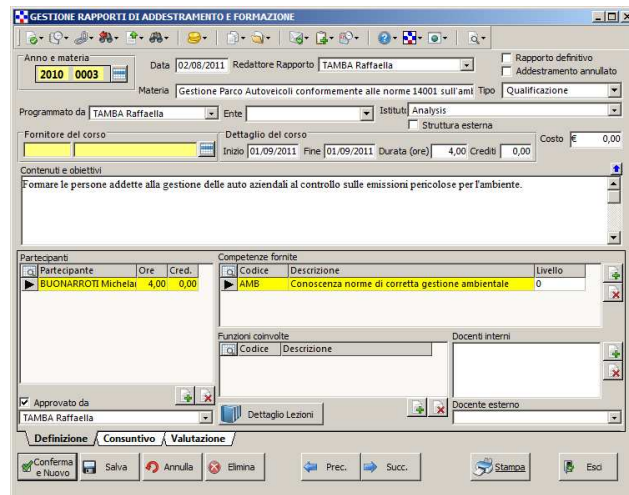 GESTIONE RAPPORTI DI ADDESTRAMENTO E FORMAZIONE
Anno e materia
2010 0003
Data 02/08/2011 Redattore Rapporto TAMBA Raffaella
Rapporto definitivo
Addestramento annullato
Materia Gestione Parco Autoveicoli conformemente alle norme 14001 sull'aml Tipo Qualificazione
Programmato da TAMBA Raffaella Ente Istituto Analysis
Struttura esterna
Fornitore del corso
Dettaglio del corso
Inizio 01/09/2011 Fine 01/09/2011 Durata (ore) 4,00 Crediti 0,00
Costo € 0,00
Contenuti e obiettivi
Formare le persone addette alla gestione delle auto aziendali al controllo sulle emissioni pericolose per l'ambiente.
Partecipanti
Partecipante Ore Cred.
BUONARROTI Michelan 4,00 0,00
Competenze fornite
Codice Descrizione Livello
AMB Conoscenza norme di corretta gestione ambientale 0
Funzioni coinvolte
Codice Descrizione
Docenti interni
Approvato da
TAMBA Raffaella
Dettaglio Lezioni
Docente esterno
Definizione Consuntivo Valutazione
Conferma e Nuovo Salva Annulla Elimina Prec. Succ. Stampa Esci